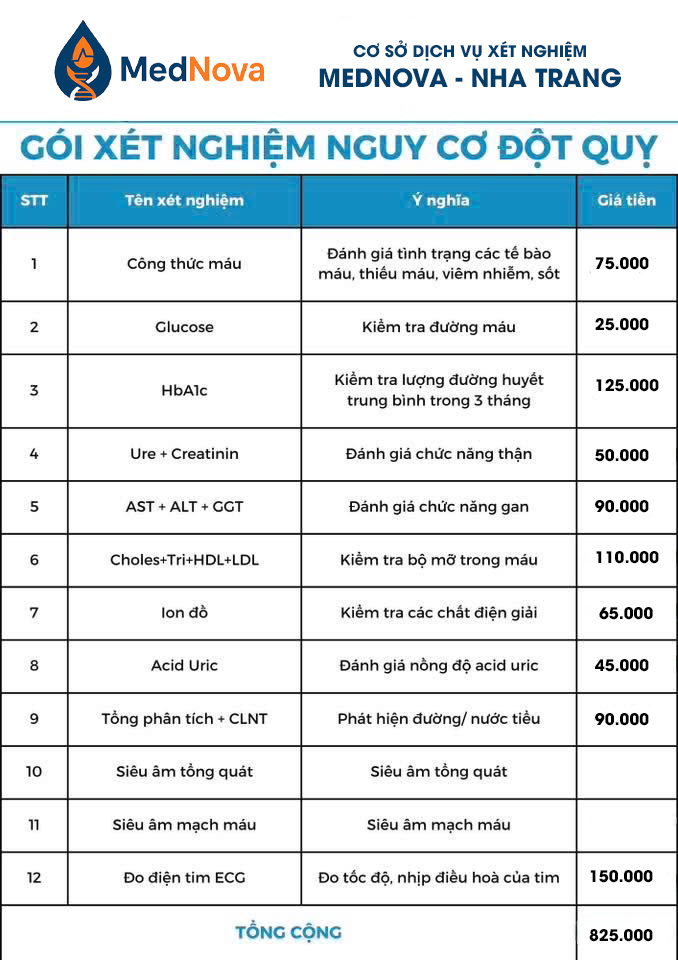 MedNova
CƠ SỞ DỊCH VỤ XÉT NGHIỆM
MEDNOVA - NHA TRANG
GÓI XÉT NGHIỆM NGUY CƠ ĐỘT QUỴ
STT Tên xét nghiệm Ý nghĩa Giá tiền
1 Công thức máu Đánh giá tình trạng các tế bào máu, thiếu máu, viêm nhiễm, sốt 75.000
2 Glucose Kiểm tra đường máu 25.000
3 HbA1c Kiểm tra lượng đường huyết trung bình trong 3 tháng 125.000
4 Ure + Creatinin Đánh giá chức năng thận 50.000
5 AST + ALT + GGT Đánh giá chức năng gan 90.000
6 Choles+Tri+HDL+LDL Kiểm tra bộ mỡ trong máu 110.000
7 Ion đồ Kiểm tra các chất điện giải 65.000
8 Acid Uric Đánh giá nồng độ acid uric 45.000
9 Tổng phân tích + CLNT Phát hiện đường/ nước tiểu 90.000
10 Siêu âm tổng quát Siêu âm tổng quát
11 Siêu âm mạch máu Siêu âm mạch máu
12 Đo điện tim ECG Đo tốc độ, nhịp điều hoà của tim 150.000
TỔNG CỘNG 825.000